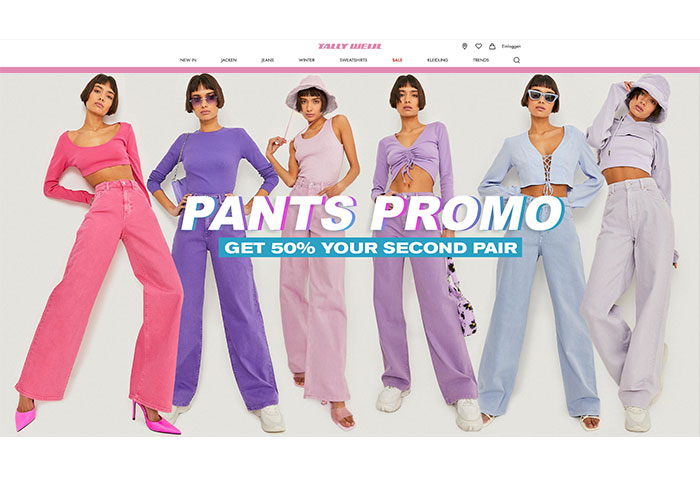 TALLY WEiJL
Einloggen
NEW IN JACKEN JEANS WINTER SWEATSHIRTS SALE KLEIDUNG TRENDS
PANTS PROMO
GET 50% YOUR SECOND PAIR